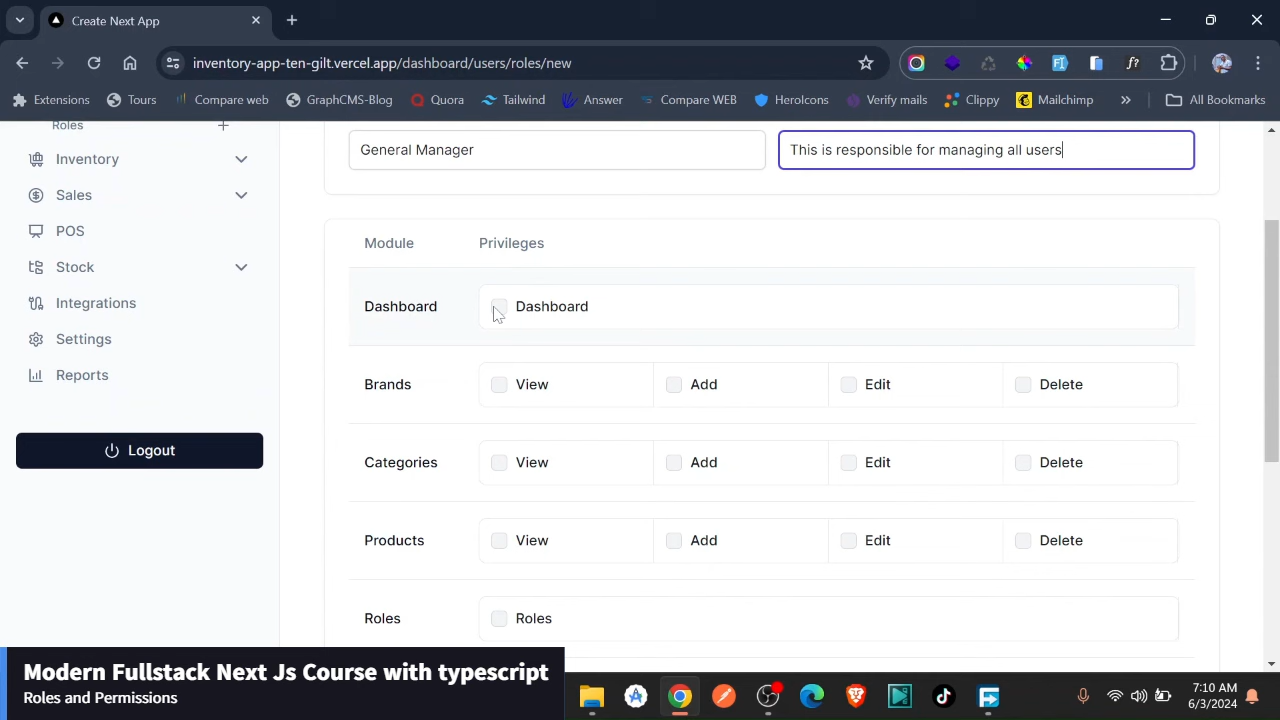 Create Next App
inventory-app-ten-gilt.vercel.app/dashboard/users/roles/new
Extensions
Tours
Compare web
GraphCMS-Blog
Quora
Tailwind
Answer
Compare WEB
HeroIcons
Verify mails
Clippy
Mailchimp
All Bookmarks
Roles
Inventory
Sales
POS
Stock
Integrations
Settings
Reports
Logout
General Manager
This is responsible for managing all users
Module Privileges
Dashboard Dashboard
Brands View Add Edit Delete
Categories View Add Edit Delete
Products View Add Edit Delete
Roles Roles
Modern Fullstack Next Js Course with typescript
Roles and Permissions
7:10 AM
6/3/2024